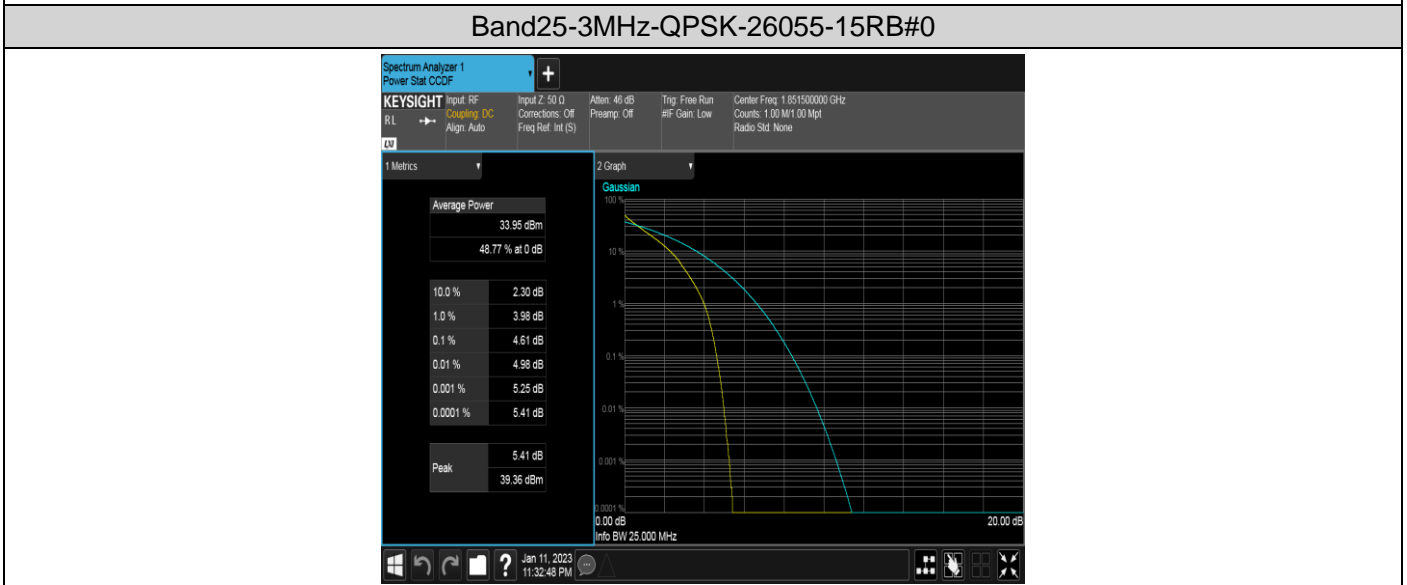 Band25-3MHz-QPSK-26055-15RB#0
Spectrum Analyzer 1
Power Stat CCDF
KEYSIGHT
RL
LXI
Input: RF
Coupling: DC
Align: Auto
Input Z: 50 Ω
Corrections: Off
Freq Ref: Int (S)
Atten: 46 dB
Preamp: Off
Trig: Free Run
#IF Gain: Low
Center Freq: 1.851500000 GHz
Counts: 1.00 M/1.00 Mpt
Radio Std: None
1 Metrics
Average Power
33.95 dBm
48.77 % at 0 dB
10.0 % 2.30 dB
1.0 % 3.98 dB
0.1 % 4.61 dB
0.01 % 4.98 dB
0.001 % 5.25 dB
0.0001 % 5.41 dB
Peak
5.41 dB
39.36 dBm
2 Graph
Gaussian
100 %
10 %
1 %
0.1 %
0.01 %
0.001 %
0.0001 %
0.00 dB 20.00 dB
Info BW 25.000 MHz
? Jan 11, 2023
11:32:48 PM